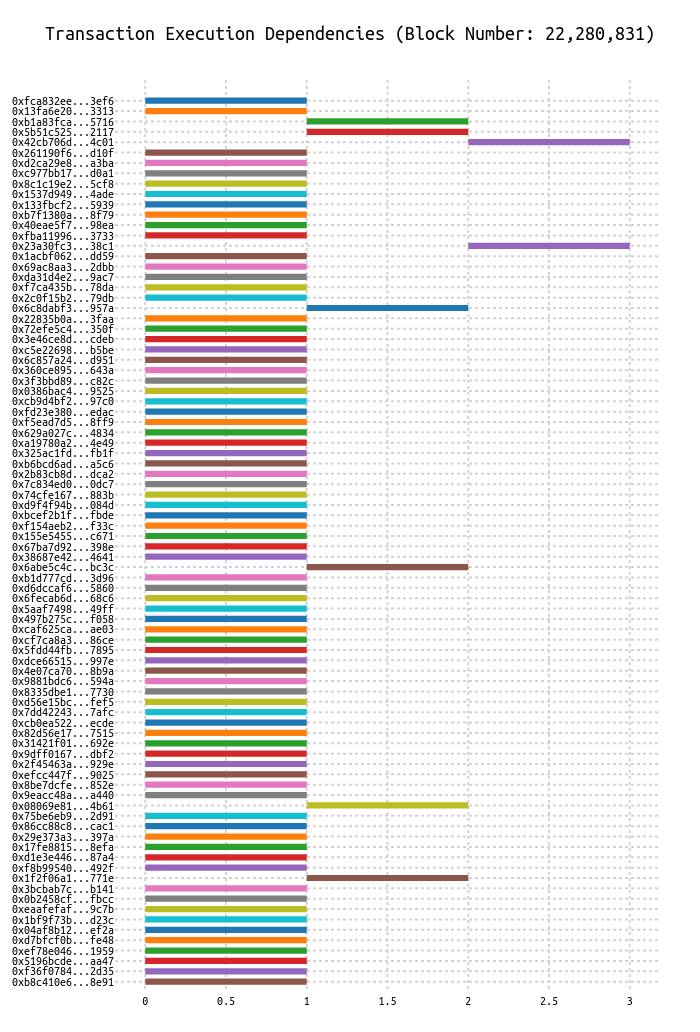 Transaction Execution Dependencies (Block Number: 22,280,831)
0xfca832ee...3ef6
0x13fa6e20...3313
0xb1a83fca...5716
0x5b51c525...2117
0x42cb706d...4c01
0x261190f6...d10f
0xd2ca29e8...a3ba
0xc977bb17...d0a1
0x8c1c19e2...5cf8
0x1537d949...4ade
0x133fbcf2...5939
0xb7f1380a...8f79
0x40eae5f7...98ea
0xfba11996...3733
0x23a30fc3...38c1
0x1acbf062...dd59
0x69ac8aa3...2dbb
0xda31d4e2...9ac7
0xf7ca435b...78da
0x2c0f15b2...79db
0x6c8dabf3...957a
0x22835b0a...3faa
0x72efe5c4...350f
0x3e46ce8d...cdeb
0xc5e22698...b5be
0x6c857a24...d951
0x360ce895...643a
0x3f3bbd89...c82c
0x0386bac4...9525
0xcb9d4bf2...97c0
0xfd23e380...edac
0xf5ead7d5...8ff9
0x629a027c...4834
0xa19780a2...4e49
0x325ac1fd...fb1f
0xb6bcd6ad...a5c6
0x2b83cb8d...dca2
0x7c834ed0...0dc7
0x74cfe167...883b
0xd9f4f94b...084d
0xbcef2b1f...fbde
0xf154aeb2...f33c
0x155e5455...c671
0x67ba7d92...398e
0x38687e42...4641
0x6abe5c4c...bc3c
0xb1d777cd...3d96
0xd6dccaf6...5860
0x6fecab6d...68c6
0x5aaf7498...49ff
0x497b275c...f058
0xcaf625ca...ae03
0xcf7ca8a3...86ce
0x5fdd44fb...7895
0xdce66515...997e
0x4e07ca70...8b9a
0x9881bdc6...594a
0x8335dbe1...7730
0xd56e15bc...fef5
0x7dd42243...7afc
0xcb0ea522...ecde
0x82d56e17...7515
0x31421f01...692e
0x9dff0167...dbf2
0x2f45463a...929e
0xefcc447f...9025
0x8be7dcfe...852e
0x9eacc48a...a440
0x08069e81...4b61
0x75be6eb9...2d91
0x86cc88c8...cac1
0x29e373a3...397a
0x17fe8815...8efa
0xd1e3e446...87a4
0xf8b99540...492f
0x1f2f06a1...771e
0x3bcbab7c...b141
0x0b2458cf...fbcc
0xeaafefaf...9c7b
0x1bf9f73b...d23c
0x04af8b12...ef2a
0xd7bfcf0b...fe48
0xef78e046...1959
0x5196bcde...aa47
0xf36f0784...2d35
0xb8c410e6...8e91
0 0.5 1 1.5 2 2.5 3